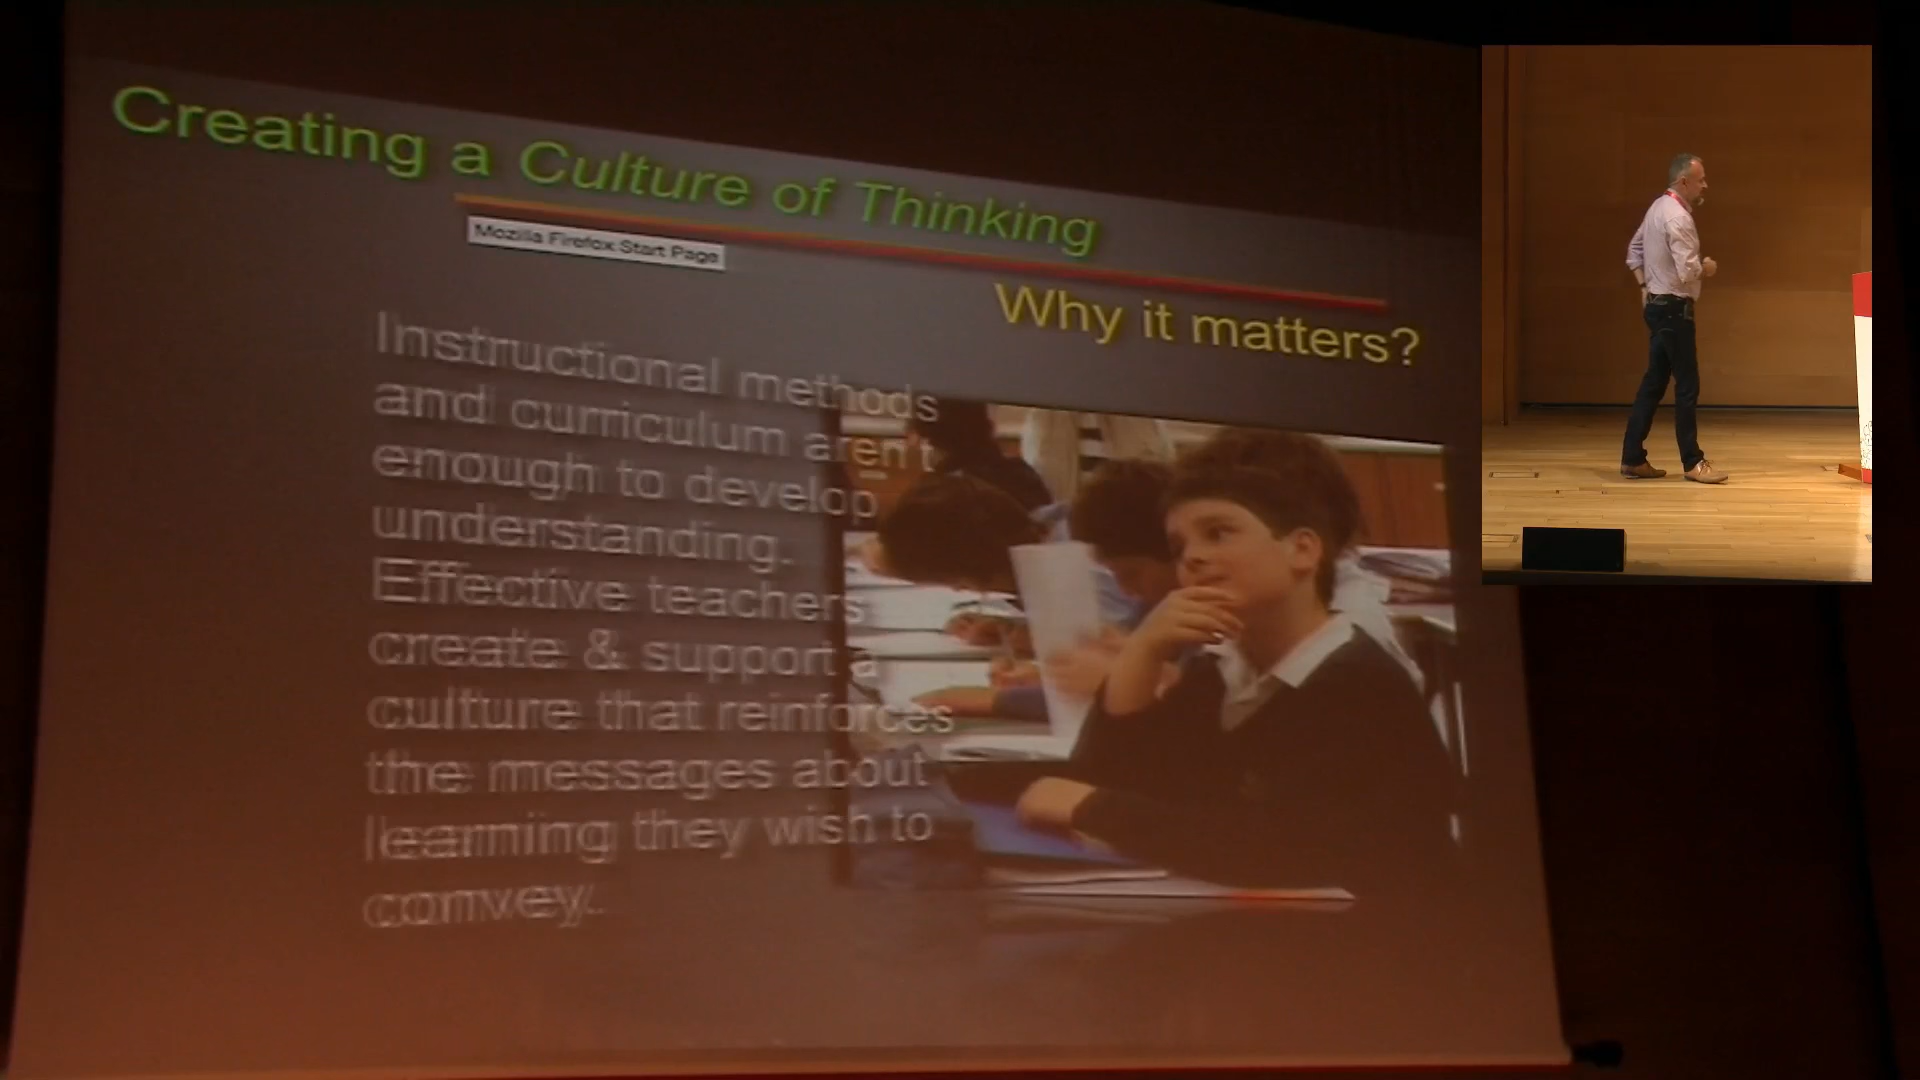 Creating a Culture of Thinking
Mozilla Firefox Start Page
Why it matters?
Instructional methods
and curriculum aren't
enough to develop
understanding.
Effective teachers
create & support a
culture that reinforces
the messages about
learning they wish to
convey.